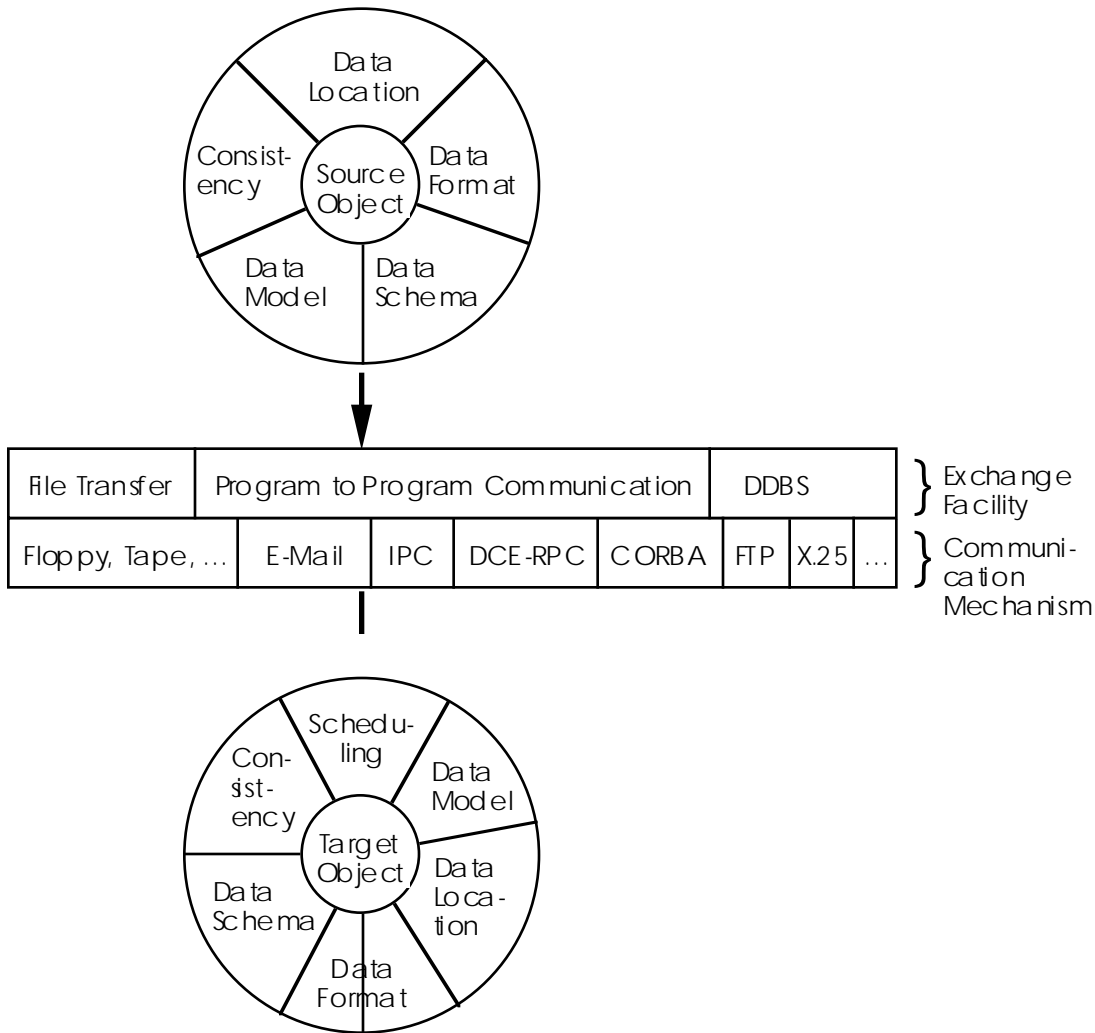 Data
Location
Consist-
ency
Source
Object
Data
Format
Data
Model
Data
Schema
File Transfer
Program to Program Communication
DDBS
} Exchange
Facility
Floppy, Tape, ...
E-Mail
IPC
DCE-RPC
CORBA
FTP
X.25
...
} Communi-
cation
Mechanism
Schedu-
ling
Con-
sist-
ency
Data
Model
Target
Object
Data
Schema
Data
Loca-
tion
Data
Format